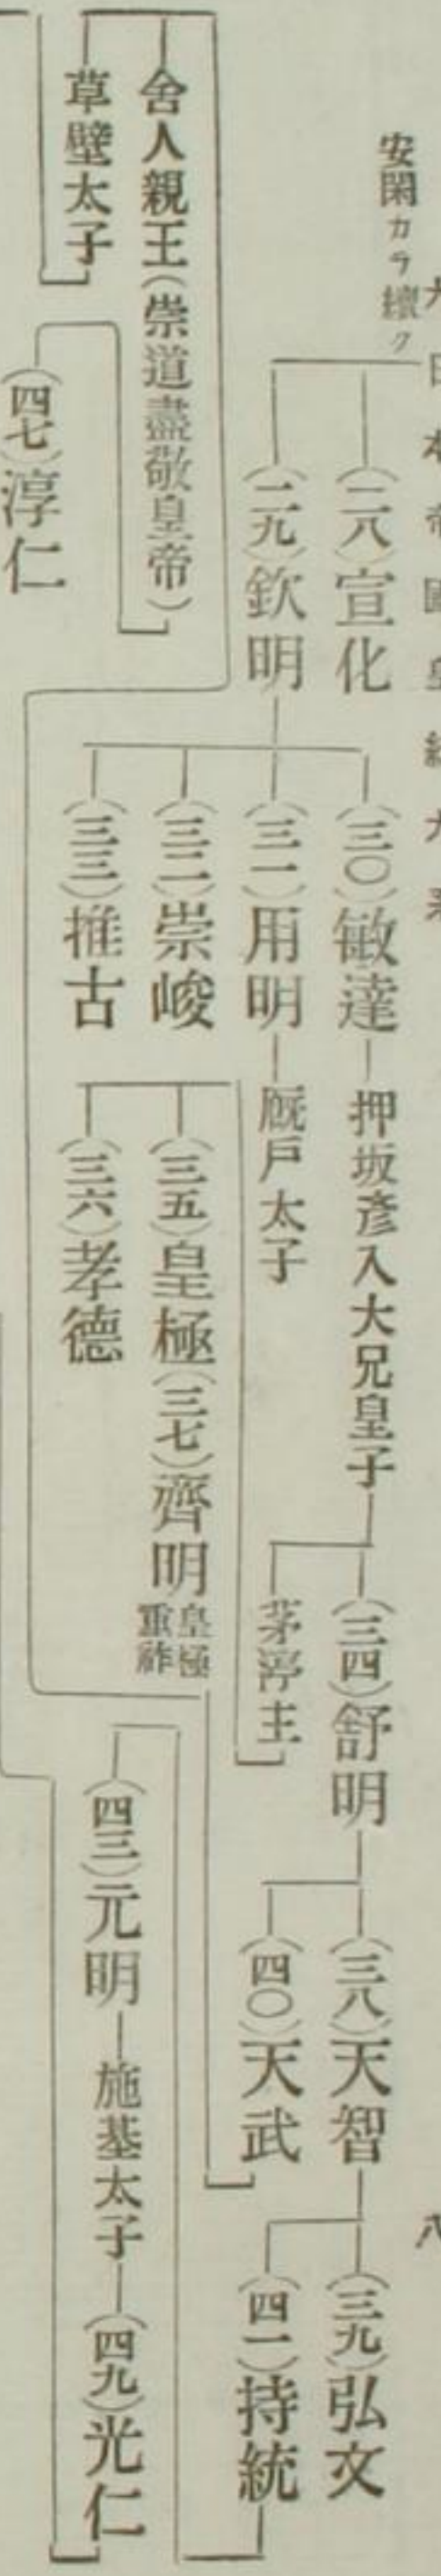 安閑カラ續ク
(二八)宣化
(二九)欽明
(三〇)敏達
押坂彥入大兄皇子
(三一)用明
厩戸太子
(三二)崇峻
(三三)推古
(三四)舒明
茅渟主
(三五)皇極(三七)齊明
皇極
重祚
(三六)孝德
(三八)天智
(四〇)天武
(三九)弘文
(四一)持統
(四三)元明
施基太子
(四九)光仁
舍人親王(崇道盡敬皇帝)
草壁太子
(四七)淳仁
八